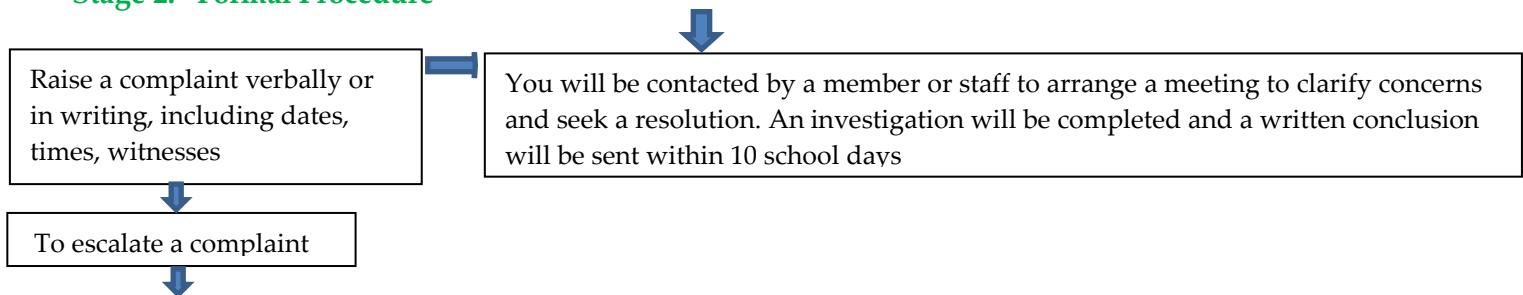 Stage 2: Formal Procedure
Raise a complaint verbally or
in writing, including dates,
times, witnesses
You will be contacted by a member or staff to arrange a meeting to clarify concerns
and seek a resolution. An investigation will be completed and a written conclusion
will be sent within 10 school days
To escalate a complaint